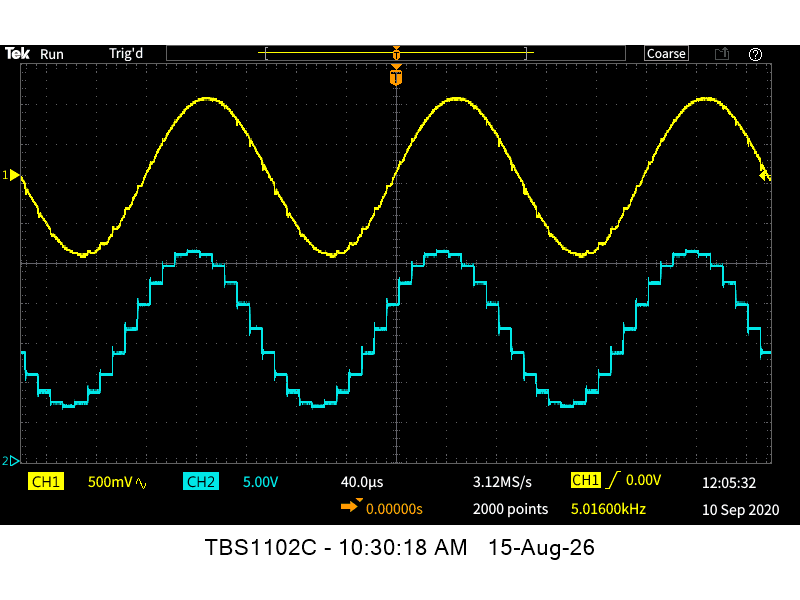 Tek Run Trig'd T Coarse ?
T
1
2
CH1 500mV CH2 5.00V 40.0µs 3.12MS/s CH1 0.00V 12:05:32
0.00000s 2000 points 5.01600kHz 10 Sep 2020
TBS1102C - 10:30:18 AM 15-Aug-26